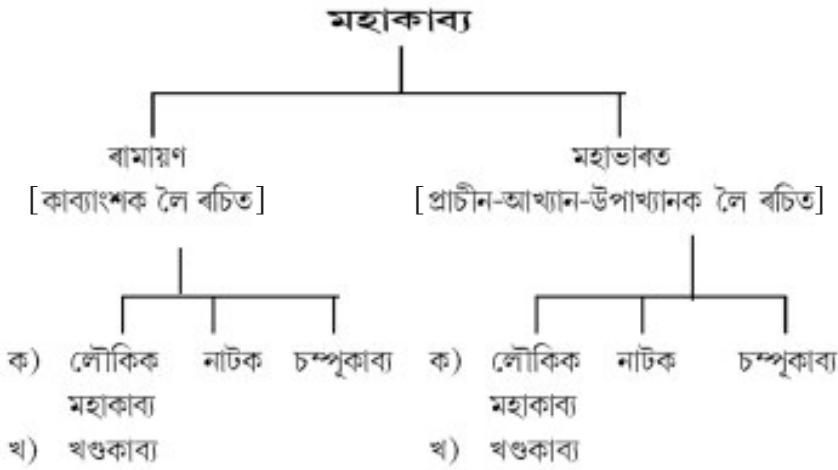 মহাকাব্য
ৰামায়ণ মহাভাৰত
[কাব্যাংশক লৈ ৰচিত] [প্ৰাচীন-আখ্যান-উপাখ্যানক লৈ ৰচিত]
ক) লৌকিক নাটক চম্পূকাব্য ক) লৌকিক নাটক চম্পূকাব্য
মহাকাব্য মহাকাব্য
খ) খণ্ডকাব্য খ) খণ্ডকাব্য